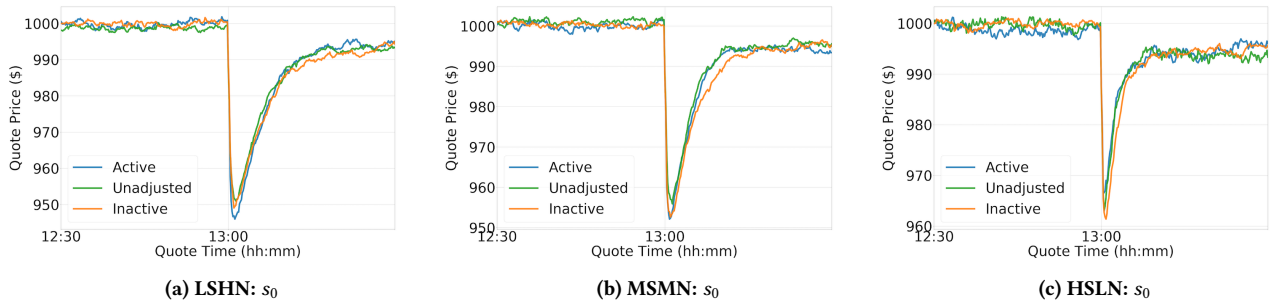 Quote Price ($)
1000
990
980
970
960
950
Active
Unadjusted
Inactive
12:30
13:00
Quote Time (hh:mm)
(a) LSHN: s0
Quote Price ($)
1000
990
980
970
960
950
Active
Unadjusted
Inactive
12:30
13:00
Quote Time (hh:mm)
(b) MSMN: s0
Quote Price ($)
1000
990
980
970
960
Active
Unadjusted
Inactive
12:30
13:00
Quote Time (hh:mm)
(c) HSLN: s0